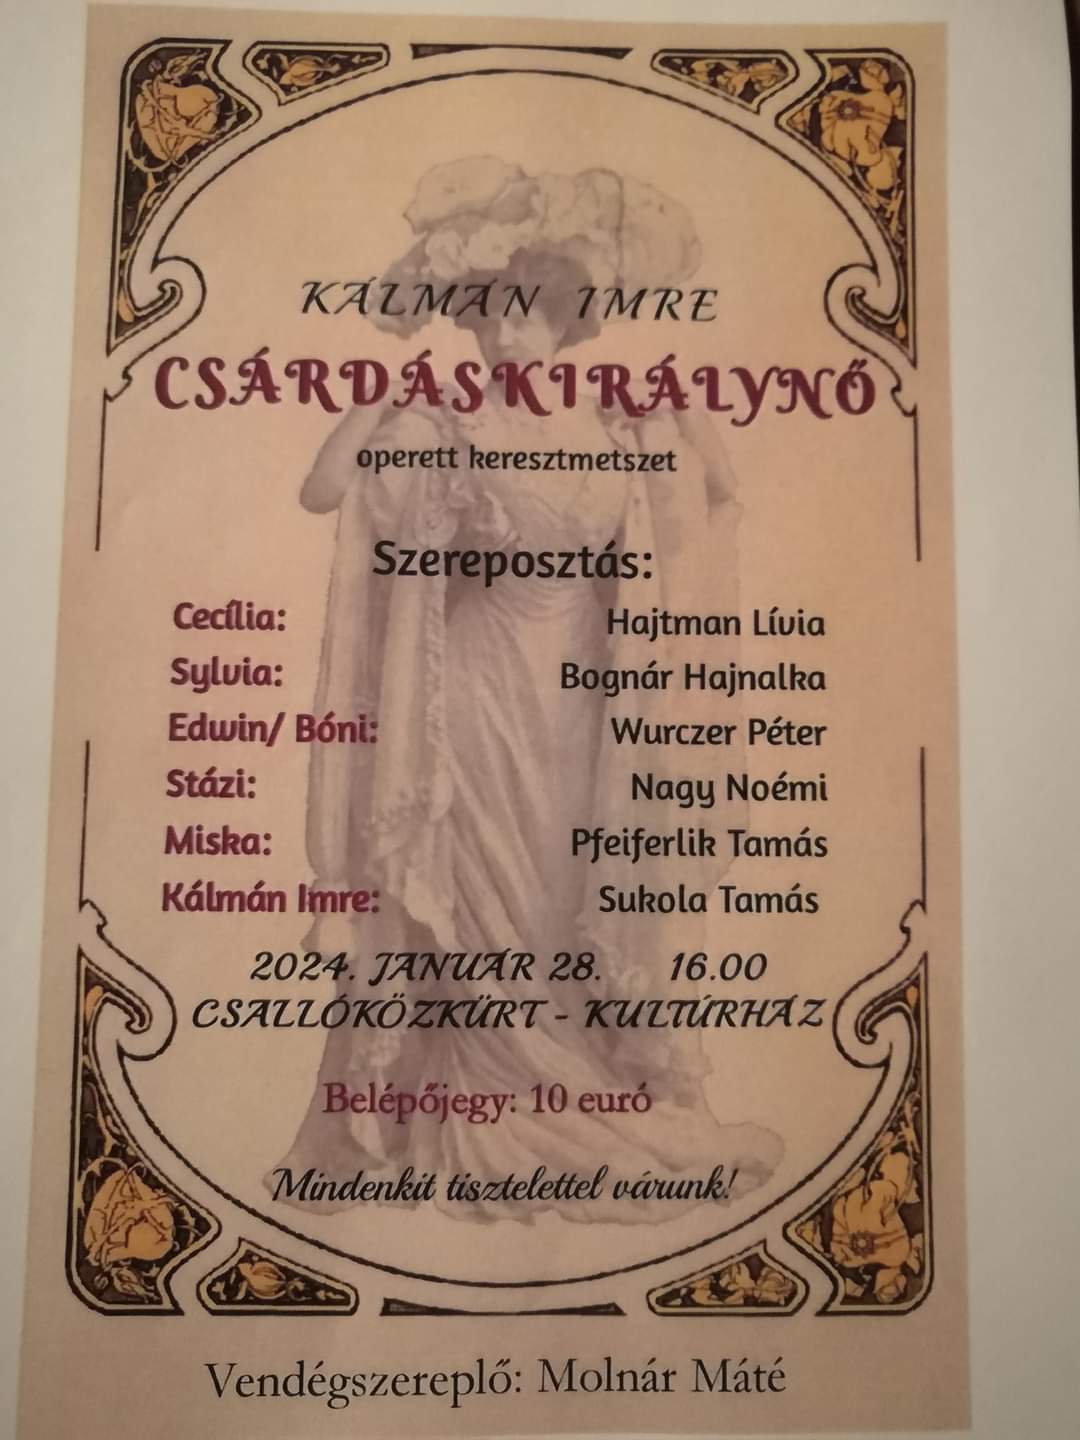 KÁLMÁN IMRE
CSÁRDÁSKIRÁLYNŐ
operett keresztmetszet
Szereposztás:
Cecília: Hajtman Lívia
Sylvia: Bognár Hajnalka
Edwin/ Bóni: Wurczer Péter
Stázi: Nagy Noémi
Miska: Pfeiferlik Tamás
Kálmán Imre: Sukola Tamás
2024. JANUÁR 28. 16.00
CSALLÓKÖZKÜRT - KULTÚRHÁZ
Belépőjegy: 10 euró
Mindenkit tisztelettel várunk!
Vendégszereplő: Molnár Máté